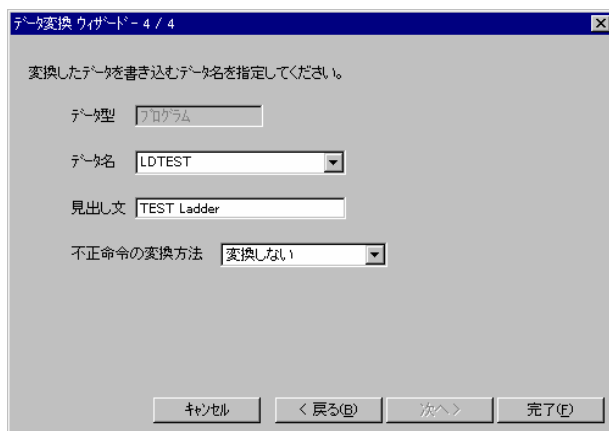 ﾃﾞｰﾀ変換 ｳｨｻﾞｰﾄﾞ - 4 / 4
変換したﾃﾞｰﾀを書き込むﾃﾞｰﾀ名を指定してください。
ﾃﾞｰﾀ型 ﾌﾟﾛｸﾞﾗﾑ
ﾃﾞｰﾀ名 LDTEST
見出し文 TEST Ladder
不正命令の変換方法 変換しない
ｷｬﾝｾﾙ < 戻る(B) 次へ > 完了(F)